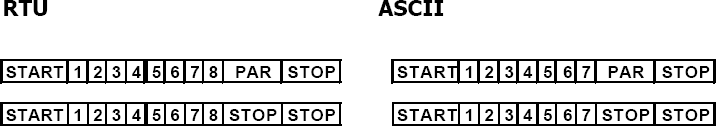 RTU
START 1 2 3 4 5 6 7 8 PAR STOP
START 1 2 3 4 5 6 7 8 STOP STOP
ASCII
START 1 2 3 4 5 6 7 PAR STOP
START 1 2 3 4 5 6 7 STOP STOP